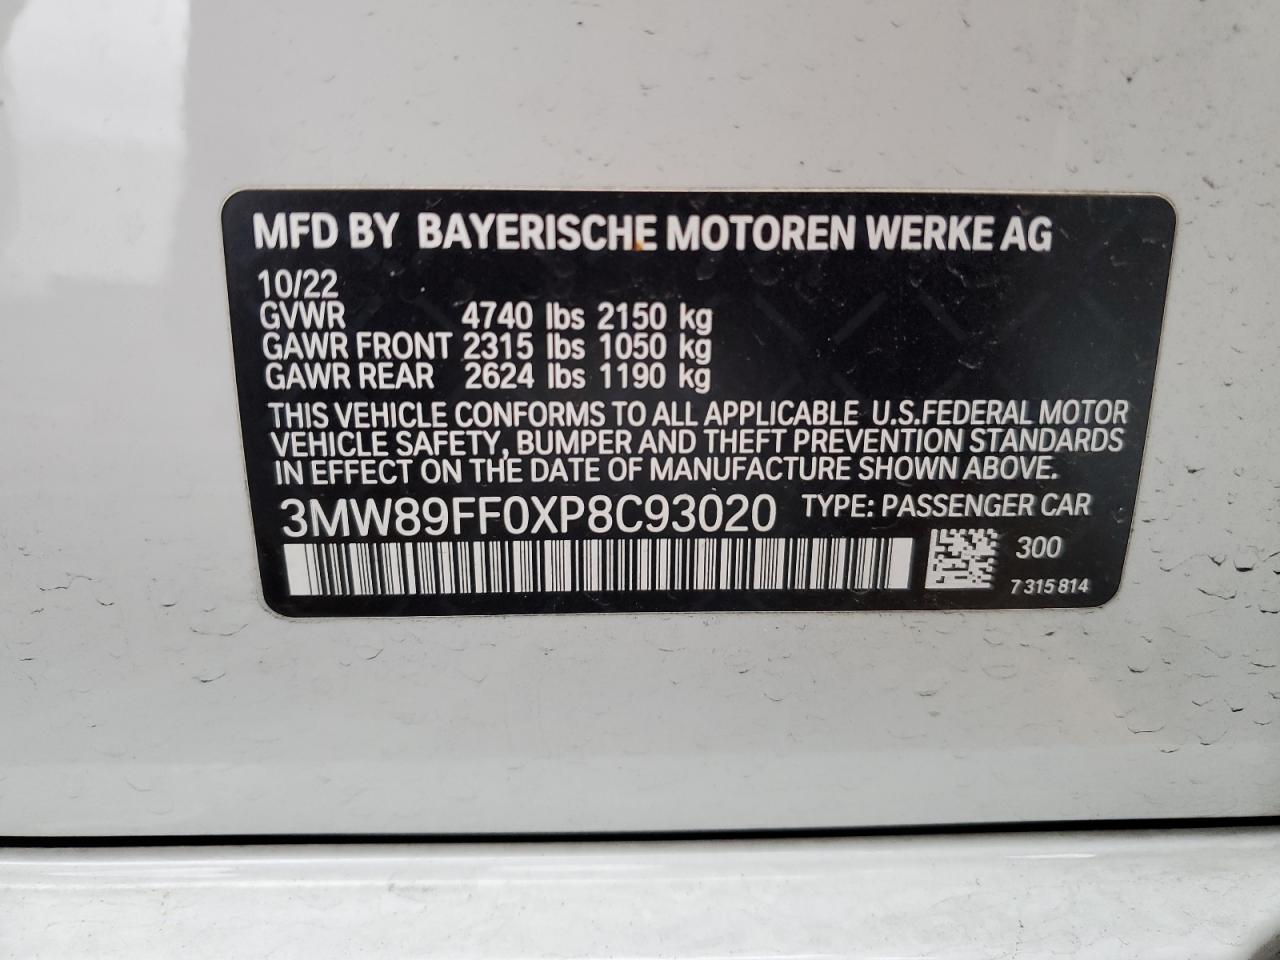 MFD BY BAYERISCHE MOTOREN WERKE AG
10/22
GVWR 4740 lbs 2150 kg
GAWR FRONT 2315 lbs 1050 kg
GAWR REAR 2624 lbs 1190 kg
THIS VEHICLE CONFORMS TO ALL APPLICABLE U.S.FEDERAL MOTOR
VEHICLE SAFETY, BUMPER AND THEFT PREVENTION STANDARDS
IN EFFECT ON THE DATE OF MANUFACTURE SHOWN ABOVE.
3MW89FF0XP8C93020 TYPE: PASSENGER CAR
300
7 315 814